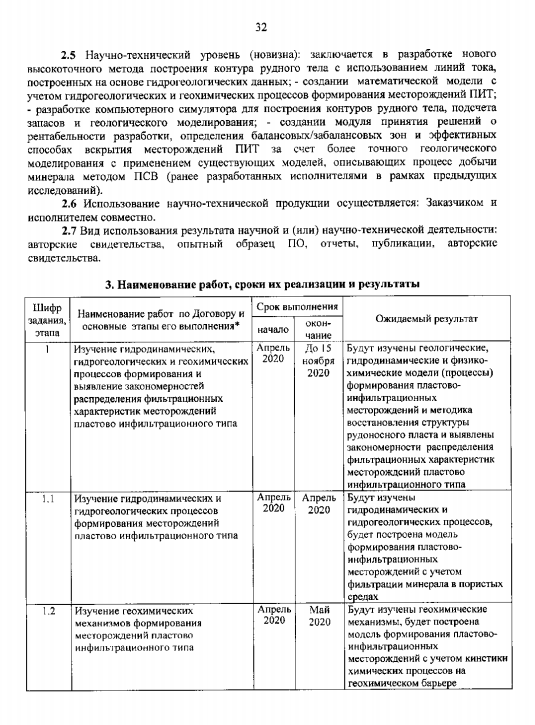 32
2.5 Научно-технический уровень (новизна): заключается в разработке нового
высокоточного метода построения контура рудного тела с использованием линий тока,
построенных на основе гидрогеологических данных; - создании математической модели с
учетом гидрогеологических и геохимических процессов формирования месторождений ПИТ;
- разработке компьютерного симулятора для построения контуров рудного тела, подсчета
запасов и геологического моделирования; - создании модуля принятия решений о
рентабельности разработки, определения балансовых/забалансовых зон и эффективных
способах вскрытия месторождений ПИТ за счет более точного геологического
моделирования с применением существующих моделей, описывающих процесс добычи
минерала методом ПСВ (ранее разработанных исполнителями в рамках предыдущих
исследований).
2.6 Использование научно-технической продукции осуществляется: Заказчиком и
исполнителем совместно.
2.7 Вид использования результата научной и (или) научно-технической деятельности:
авторские свидетельства, опытный образец ПО, отчеты, публикации, авторские
свидетельства.
3. Наименование работ, сроки их реализации и результаты
Шифр
задания,
этапа
Наименование работ по Договору и
основные этапы его выполнения*
Срок выполнения
начало
окон-
чание
Ожидаемый результат
1
Изучение гидродинамических,
гидрогеологических и геохимических
процессов формирования и
выявление закономерностей
распределения фильтрационных
характеристик месторождений
пластово инфильтрационного типа
Апрель
2020
До 15
ноября
2020
Будут изучены геологические,
гидродинамические и физико-
химические модели (процессы)
формирования пластово-
инфильтрационных
месторождений и методика
восстановления структуры
рудоносного пласта и выявлены
закономерности распределения
фильтрационных характеристик
месторождений пластово
инфильтрационного типа
1.1
Изучение гидродинамических и
гидрогеологических процессов
формирования месторождений
пластово инфильтрационного типа
Апрель
2020
Апрель
2020
Будут изучены
гидродинамических и
гидрогеологических процессов,
будет построена модель
формирования пластово-
инфильтрационных
месторождений с учетом
фильтрации минерала в пористых
средах
1.2
Изучение геохимических
механизмов формирования
месторождений пластово
инфильтрационного типа
Апрель
2020
Май
2020
Будут изучены геохимические
механизмы, будет построена
модель формирования пластово-
инфильтрационных
месторождений с учетом кинетики
химических процессов на
геохимическом барьере